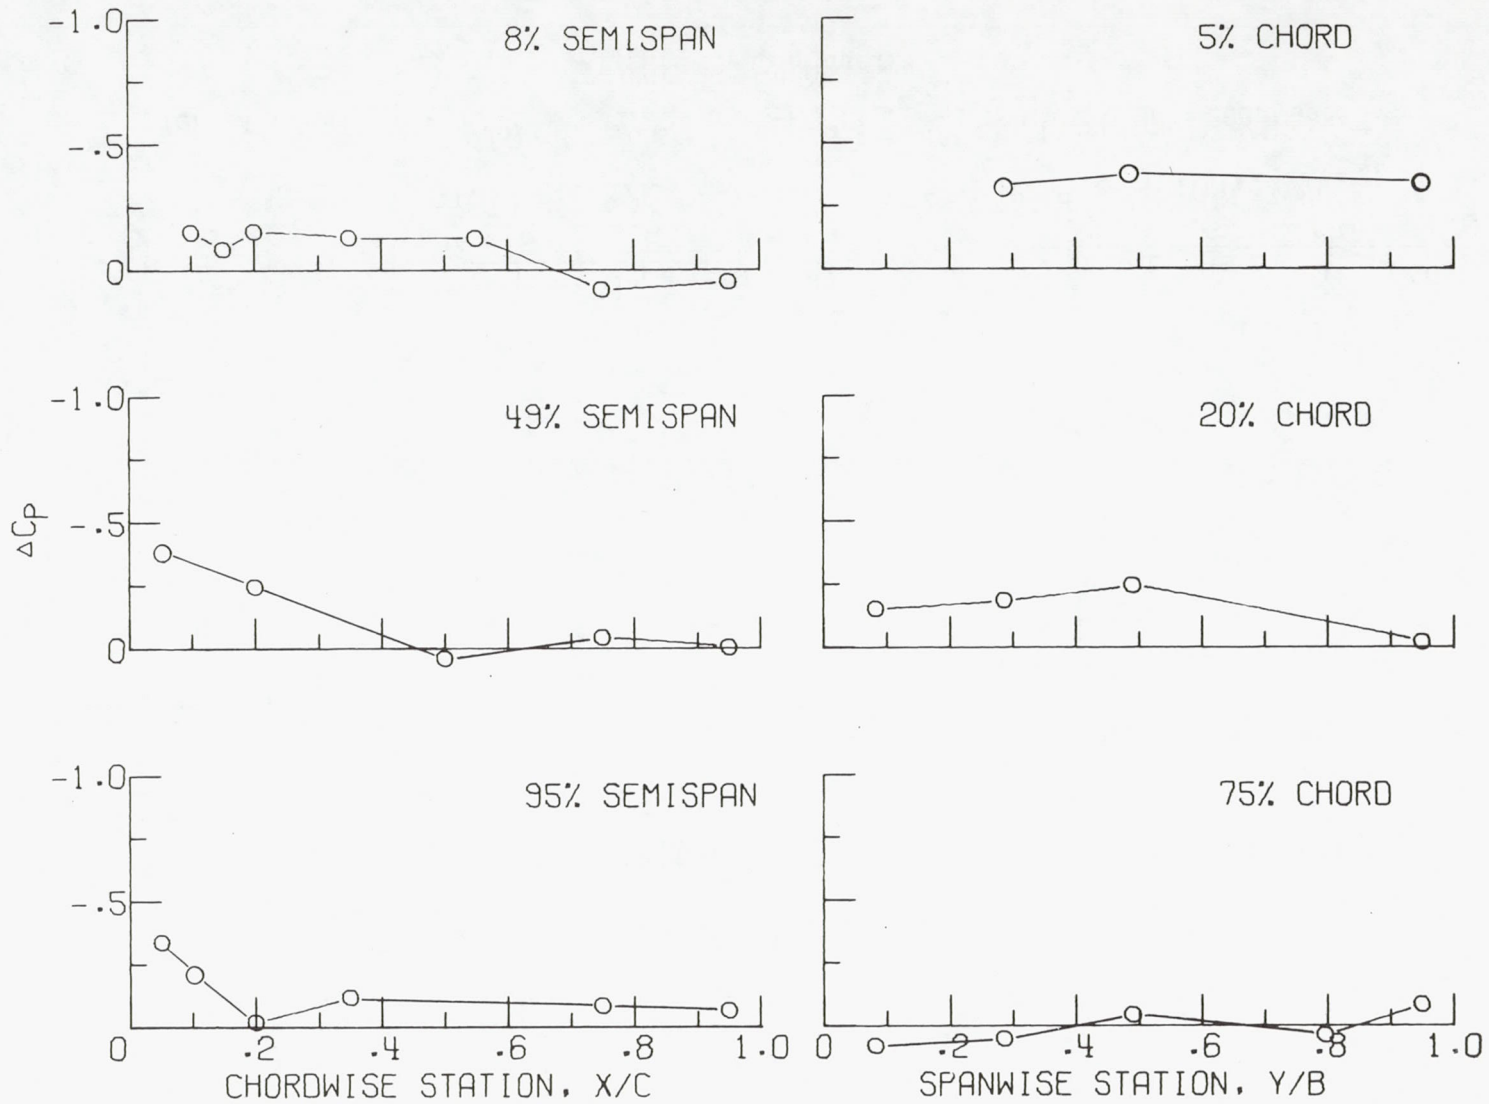 -1.0
8% SEMISPAN
5% CHORD
-.5
0
-1.0
49% SEMISPAN
20% CHORD
ΔCp
-.5
0
-1.0
95% SEMISPAN
75% CHORD
-.5
0 .2 .4 .6 .8 1.0
0 .2 .4 .6 .8 1.0
CHORDWISE STATION, X/C
SPANWISE STATION, Y/B